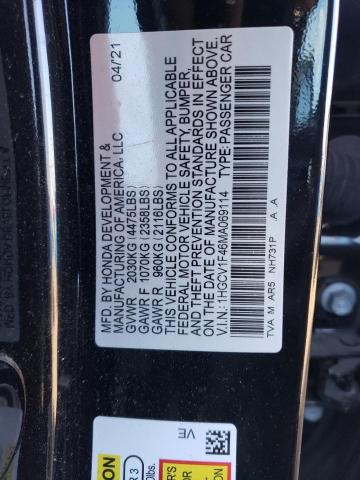 MFD. BY HONDA DEVELOPMENT & 04/21
MANUFACTURING OF AMERICA, LLC
GVWR 2030KG (4475LBS)
GAWR F 1070KG (2358LBS)
GAWR R 960KG (2116LBS)
THIS VEHICLE CONFORMS TO ALL APPLICABLE
FEDERAL MOTOR VEHICLE SAFETY, BUMPER,
AND THEFT PREVENTION STANDARDS IN EFFECT
ON THE DATE OF MANUFACTURE SHOWN ABOVE.
V.I.N.: 1HGCV1F46MA069114 TYPE: PASSENGER CAR
TVA M AR5 NH731P .A .A
VE